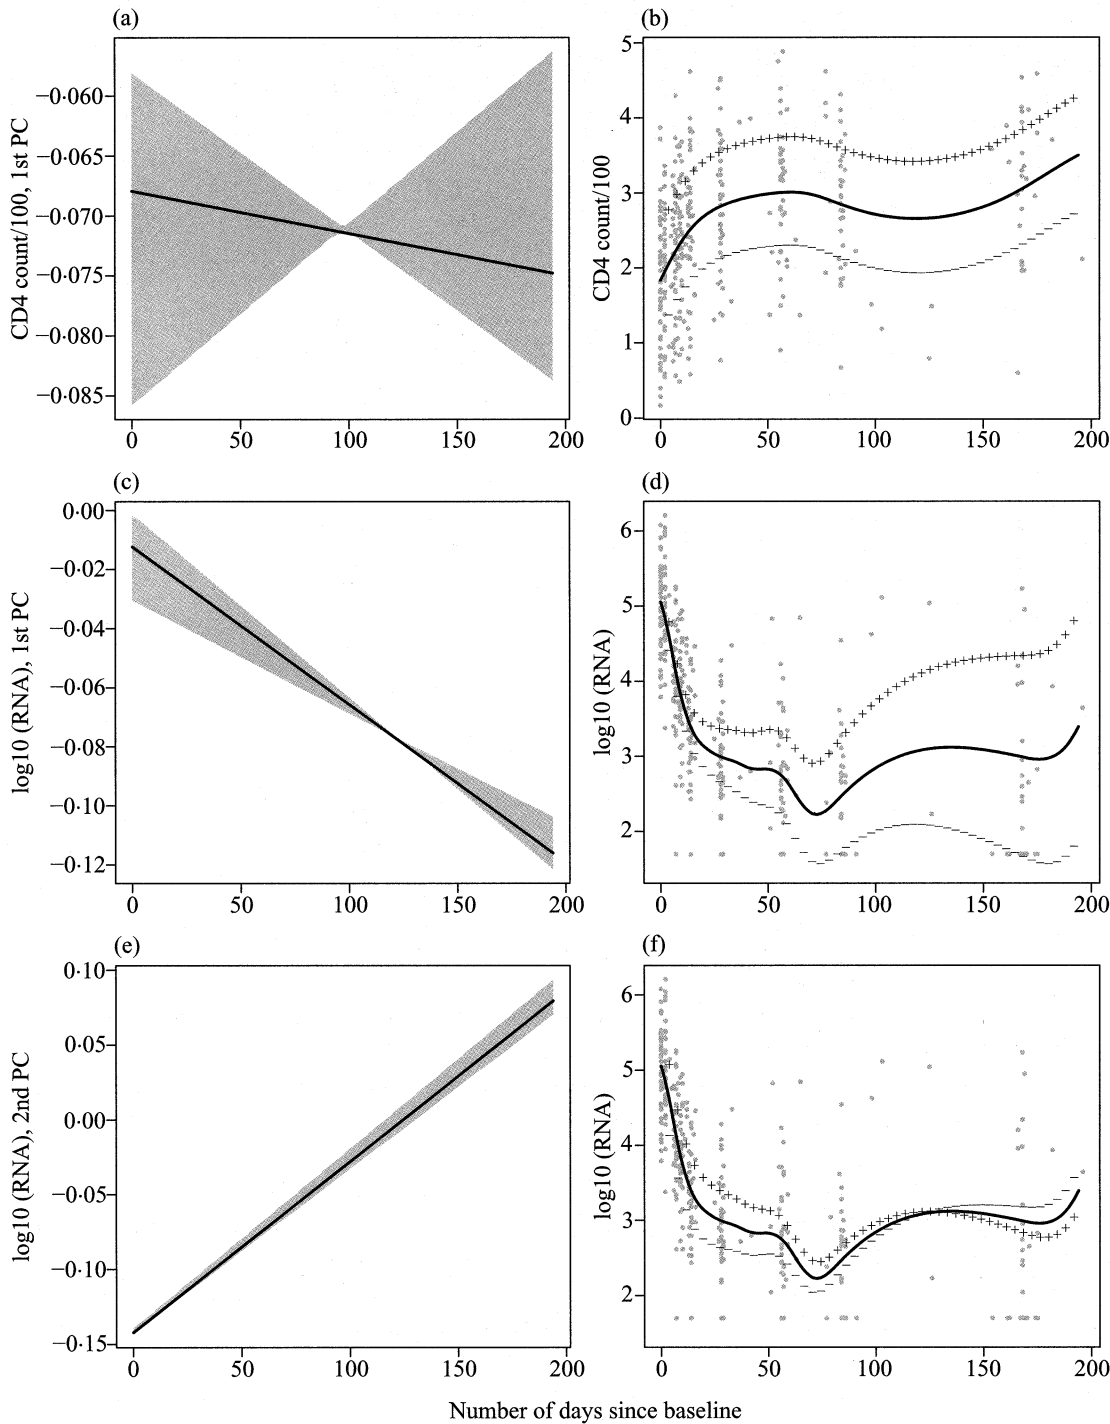 (a)
CD4 count/100, 1st PC
−0·060
−0·065
−0·070
−0·075
−0·080
−0·085
0 50 100 150 200
(b)
CD4 count/100
5
4
3
2
1
0
0 50 100 150 200
(c)
log10 (RNA), 1st PC
0·00
−0·02
−0·04
−0·06
−0·08
−0·10
−0·12
0 50 100 150 200
(d)
log10 (RNA)
6
5
4
3
2
0 50 100 150 200
(e)
log10 (RNA), 2nd PC
0·10
0·05
0·00
−0·05
−0·10
−0·15
0 50 100 150 200
(f)
log10 (RNA)
6
5
4
3
2
0 50 100 150 200
Number of days since baseline